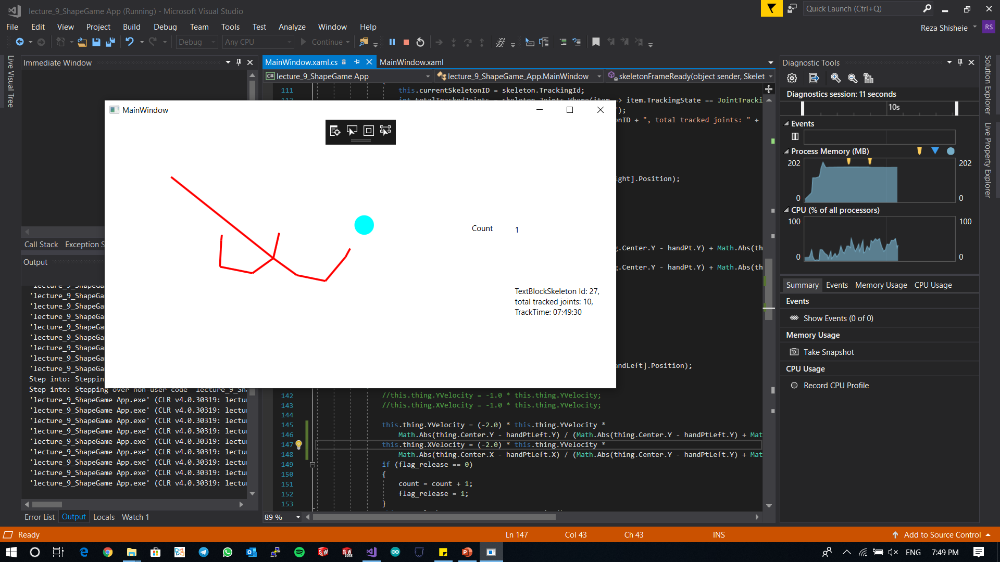 lecture_9_ShapeGame App (Running) - Microsoft Visual Studio
Quick Launch (Ctrl+Q)
File Edit View Project Build Debug Team Tools Test Analyze Window Help
Reza Shisheie
RS
Debug Any CPU Continue
Live Visual Tree
Immediate Window
MainWindow.xaml.cs MainWindow.xaml
C# lecture_9_ShapeGame App lecture_9_ShapeGame_App.MainWindow skeletonFrameReady(object sender, Skelet
111 this.currentSkeletonID = skeleton.TrackingId;
item.TrackingState == JointTracki
");
onID + ", total tracked joints: " +
ight].Position);
g.Center.Y - handPt.Y) + Math.Abs(th
g.Center.Y - handPt.Y) + Math.Abs(th
andLeft].Position);
142 //this.thing.YVelocity = -1.0 * this.thing.YVelocity;
143 //this.thing.XVelocity = -1.0 * this.thing.YVelocity;
144
145 this.thing.YVelocity = (-2.0) * this.thing.YVelocity *
146 Math.Abs(thing.Center.Y - handPtLeft.Y) / (Math.Abs(thing.Center.Y - handPtLeft.Y) + Mat
147 this.thing.XVelocity = (-2.0) * this.thing.YVelocity *
148 Math.Abs(thing.Center.X - handPtLeft.X) / (Math.Abs(thing.Center.Y - handPtLeft.Y) + Mat
149 if (flag_release == 0)
150 {
151 count = count + 1;
152 flag_release = 1;
153 }
89 %
MainWindow
Count 1
TextBlockSkeleton Id: 27,
total tracked joints: 10,
TrackTime: 07:49:30
Call Stack Exception S
Output
'lecture_9_ShapeGa
'lecture_9_ShapeGa
'lecture_9_ShapeGa
'lecture_9_ShapeGa
'lecture_9_ShapeGa
'lecture_9_ShapeGa
'lecture_9_ShapeGa
'lecture_9_ShapeGa
'lecture_9_ShapeGa
Step into: Steppin
Step into: Stepping over non-user code 'lecture_9_Sha
'lecture_9_ShapeGame App.exe' (CLR v4.0.30319: lectur
'lecture_9_ShapeGame App.exe' (CLR v4.0.30319: lectur
'lecture_9_ShapeGame App.exe' (CLR v4.0.30319: lectur
'lecture_9_ShapeGame App.exe' (CLR v4.0.30319: lectur
'lecture_9_ShapeGame App.exe' (CLR v4.0.30319: lectur
'lecture_9_ShapeGame App.exe' (CLR v4.0.30319: lectur
'lecture_9_ShapeGame App.exe' (CLR v4.0.30319: lectur
'lecture_9_ShapeGame App.exe' (CLR v4.0.30319: lectur
'lecture_9_ShapeGame App.exe' (CLR v4.0.30319: lectur
Error List Output Locals Watch 1
Diagnostic Tools
Diagnostics session: 11 seconds
10s
Events
Process Memory (MB)
202 202
0 0
CPU (% of all processors)
100 100
0 0
Summary Events Memory Usage CPU Usage
Events
Show Events (0 of 0)
Memory Usage
Take Snapshot
CPU Usage
Record CPU Profile
Solution Explorer
Live Property Explorer
Ready Ln 147 Col 43 Ch 43 INS Add to Source Control
ENG 7:49 PM